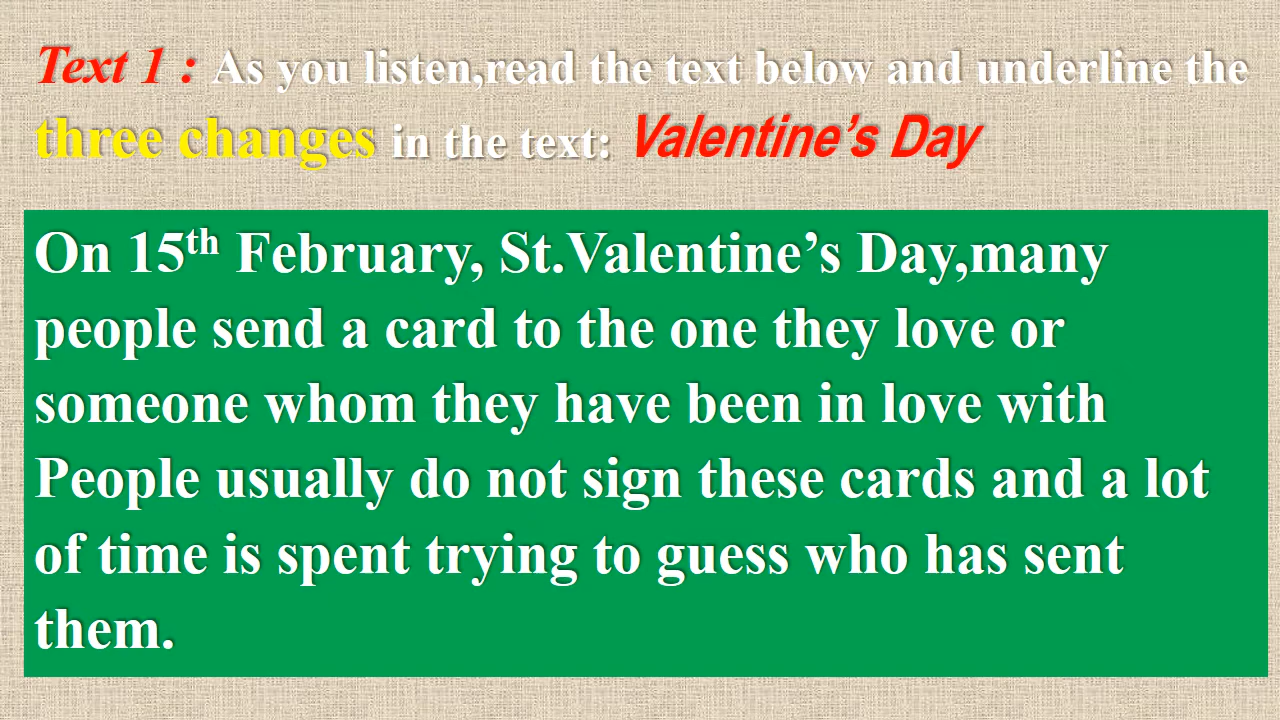 Text 1 : As you listen,read the text below and underline the
three changes in the text: Valentine’s Day
On 15th February, St.Valentine’s Day,many
people send a card to the one they love or
someone whom they have been in love with
People usually do not sign these cards and a lot
of time is spent trying to guess who has sent
them.